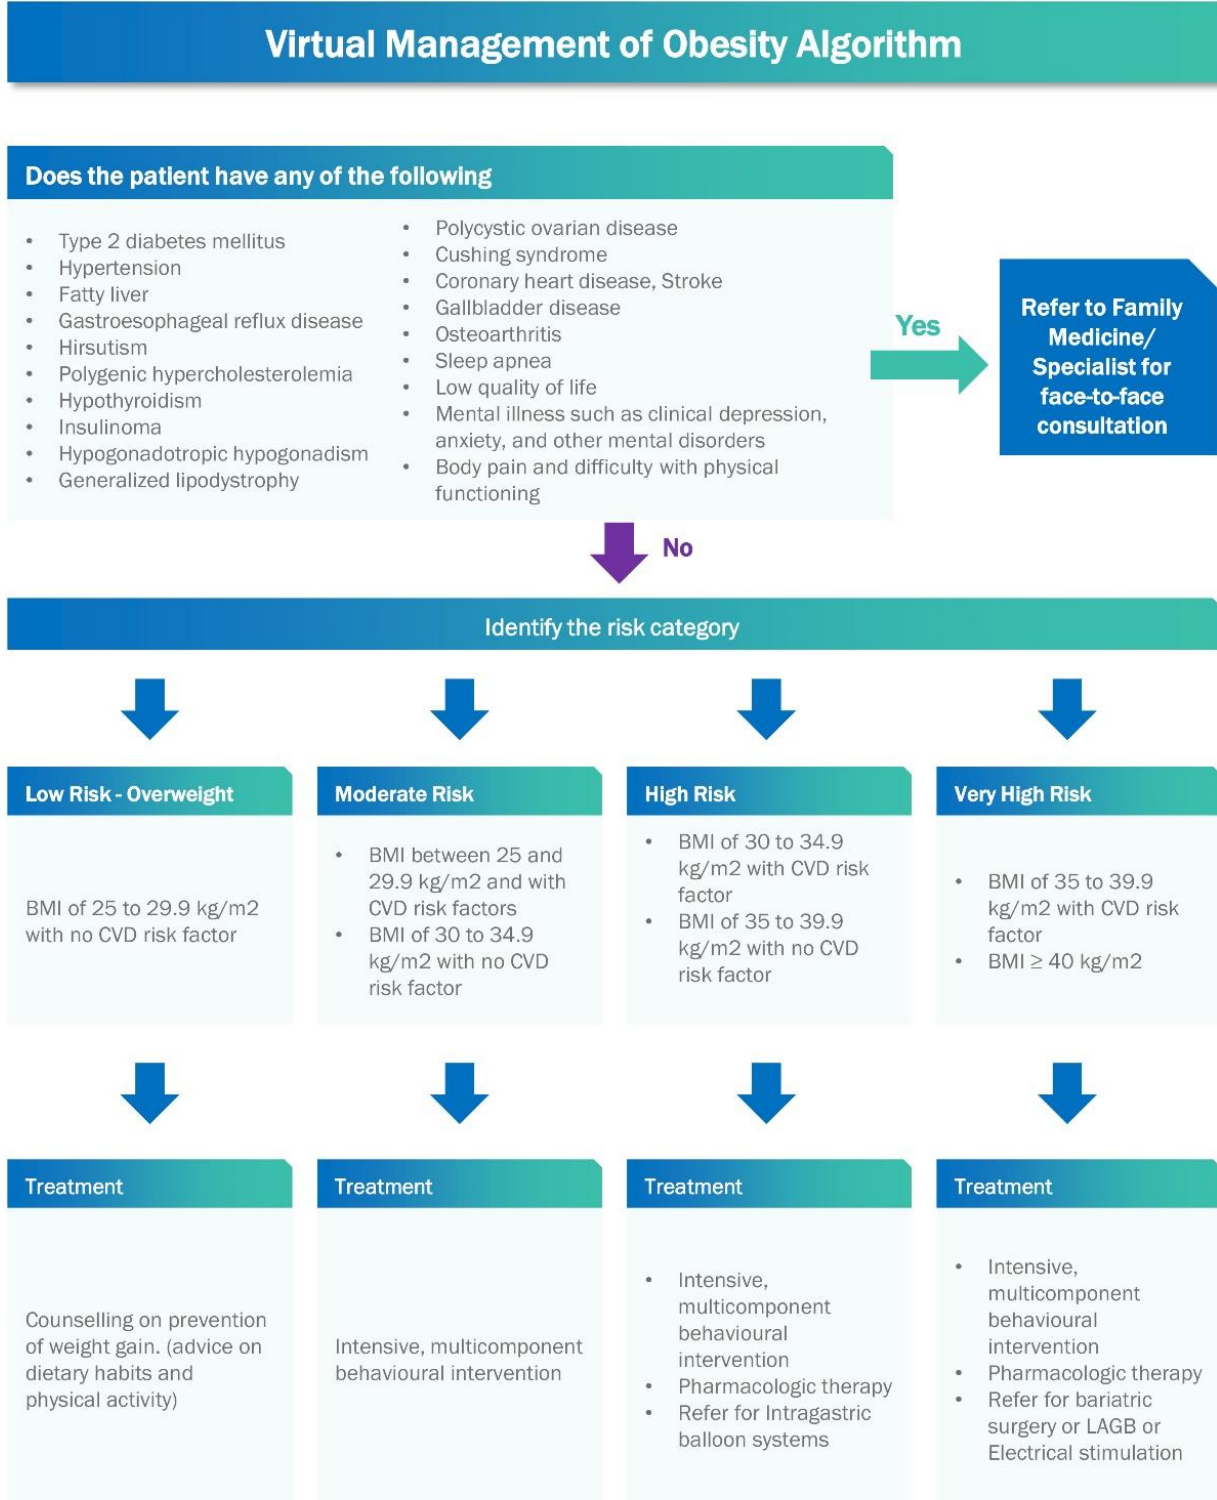 Virtual Management of Obesity Algorithm
Does the patient have any of the following
• Type 2 diabetes mellitus
• Hypertension
• Fatty liver
• Gastroesophageal reflux disease
• Hirsutism
• Polygenic hypercholesterolemia
• Hypothyroidism
• Insulinoma
• Hypogonadotropic hypogonadism
• Generalized lipodystrophy
• Polycystic ovarian disease
• Cushing syndrome
• Coronary heart disease, Stroke
• Gallbladder disease
• Osteoarthritis
• Sleep apnea
• Low quality of life
• Mental illness such as clinical depression,
anxiety, and other mental disorders
• Body pain and difficulty with physical
functioning
Yes
Refer to Family
Medicine/
Specialist for
face-to-face
consultation
No
Identify the risk category
Low Risk - Overweight
BMI of 25 to 29.9 kg/m2
with no CVD risk factor
Moderate Risk
• BMI between 25 and
29.9 kg/m2 and with
CVD risk factors
• BMI of 30 to 34.9
kg/m2 with no CVD
risk factor
High Risk
• BMI of 30 to 34.9
kg/m2 with CVD risk
factor
• BMI of 35 to 39.9
kg/m2 with no CVD
risk factor
Very High Risk
• BMI of 35 to 39.9
kg/m2 with CVD risk
factor
• BMI ≥ 40 kg/m2
Treatment
Counselling on prevention
of weight gain. (advice on
dietary habits and
physical activity)
Treatment
Intensive, multicomponent
behavioural intervention
Treatment
• Intensive,
multicomponent
behavioural
intervention
• Pharmacologic therapy
• Refer for Intragastric
balloon systems
Treatment
• Intensive,
multicomponent
behavioural
intervention
• Pharmacologic therapy
• Refer for bariatric
surgery or LAGB or
Electrical stimulation